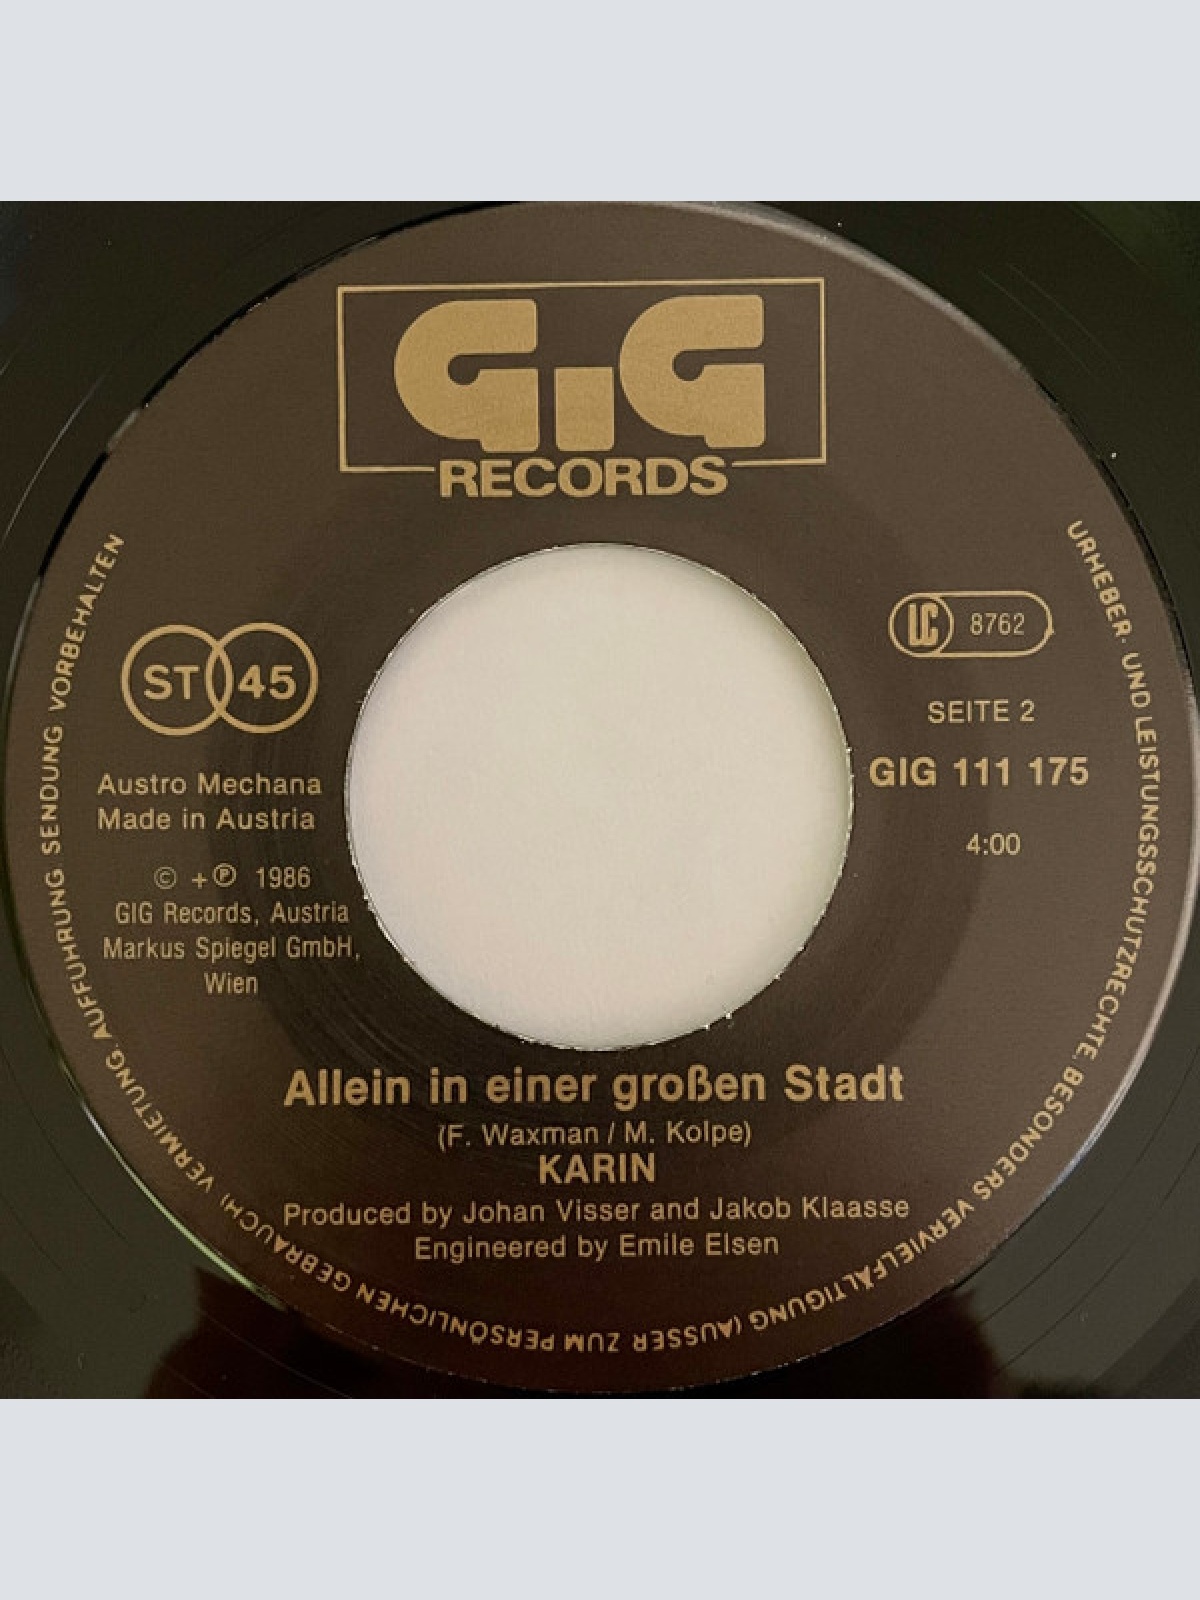 GIG
RECORDS
ST 45
Austro Mechana
Made in Austria
© + ℗ 1986
GIG Records, Austria
Markus Spiegel GmbH,
Wien
LC 8762
SEITE 2
GIG 111 175
4:00
Allein in einer großen Stadt
(F. Waxman / M. Kolpe)
KARIN
Produced by Johan Visser and Jakob Klaasse
Engineered by Emile Elsen
URHEBER- UND LEISTUNGSSCHUTZRECHTE, BESONDERS VERVIELFÄLTIGUNG (AUSSER ZUM PERSÖNLICHEN GEBRAUCH) VERMIETUNG, AUFFÜHRUNG SENDUNG VORBEHALTEN